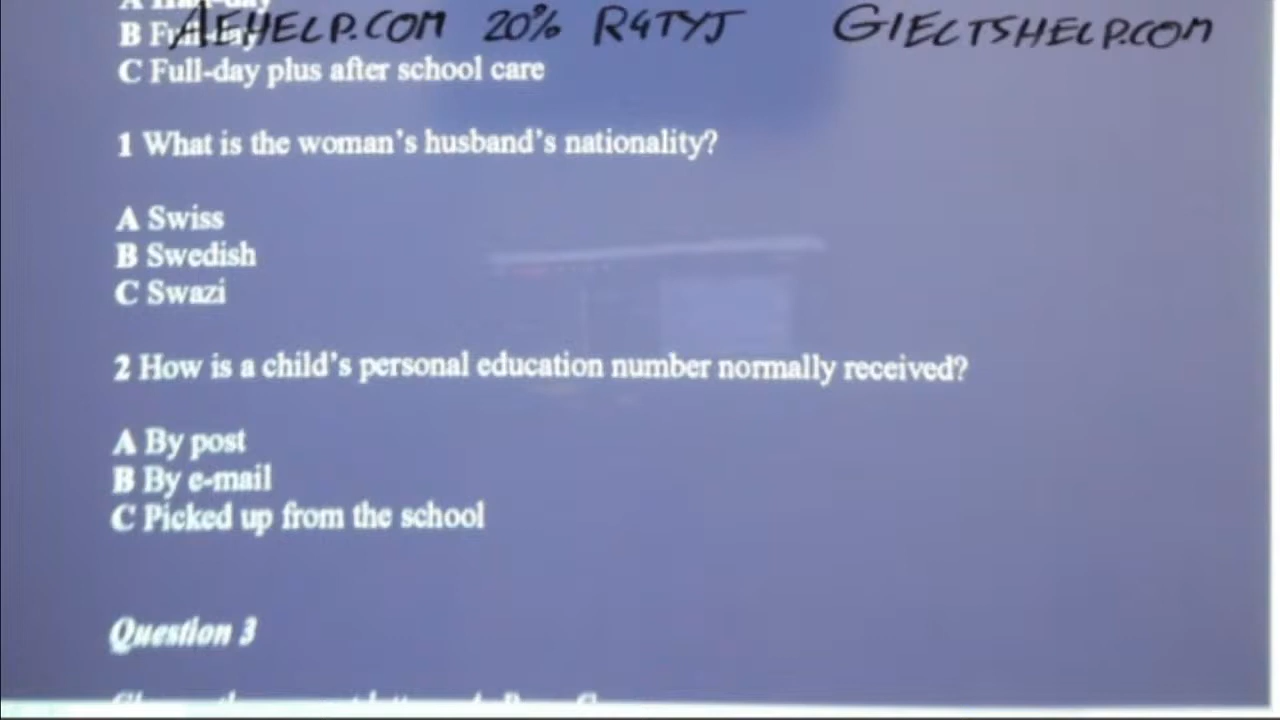 AEHELP.COM 20% R4TYJ GIELTSHELP.COM
B Full-day
C Full-day plus after school care
1 What is the woman's husband's nationality?
A Swiss
B Swedish
C Swazi
2 How is a child's personal education number normally received?
A By post
B By e-mail
C Picked up from the school
Question 3